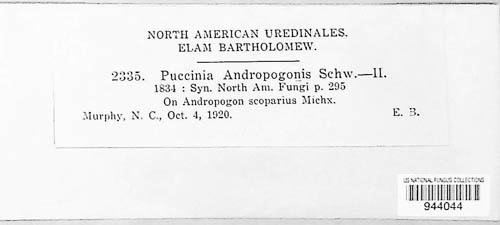 NORTH AMERICAN UREDINALES.
ELAM BARTHOLOMEW.
2335. Puccinia Andropogonis Schw.—II.
1834 : Syn. North Am. Fungi p. 295
On Andropogon scoparius Michx.
Murphy, N. C., Oct. 4, 1920. E. B.
US NATIONAL FUNGUS COLLECTIONS
944044